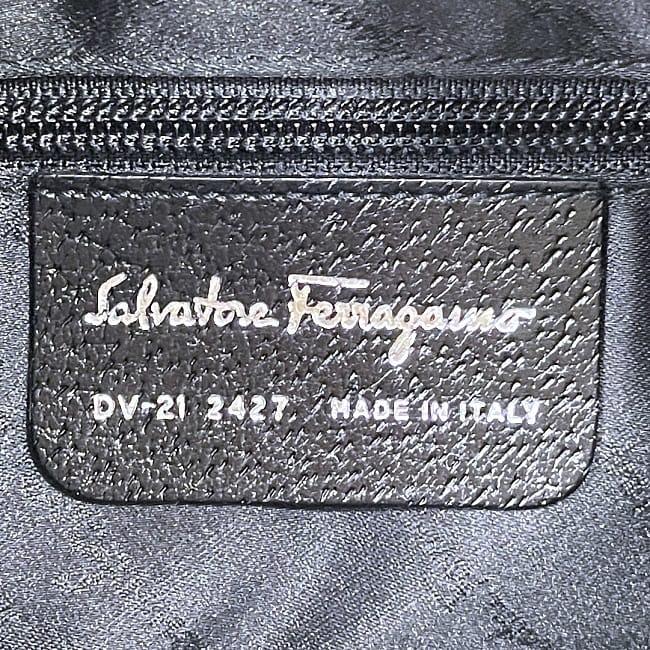 Salvatore Ferragamo
DV-21 2427 MADE IN ITALY